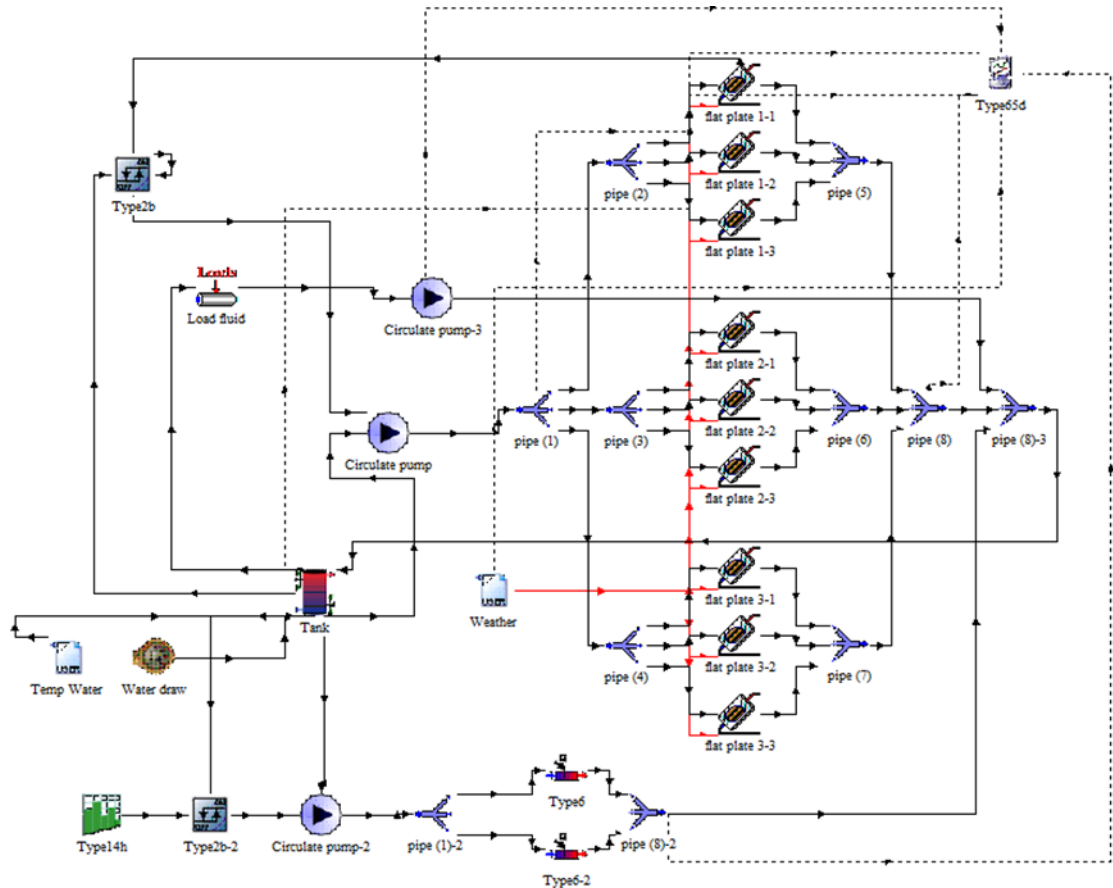 Type65d
flat plate 1-1
pipe (2)
flat plate 1-2
pipe (5)
Type2b
flat plate 1-3
Loads
Load fluid
Circulate pump-3
flat plate 2-1
pipe (1)
pipe (3)
flat plate 2-2
pipe (6)
pipe (8)
pipe (8)-3
Circulate pump
flat plate 2-3
USER
Weather
flat plate 3-1
Tank
USER
Temp Water
Water draw
pipe (4)
flat plate 3-2
pipe (7)
flat plate 3-3
Type6
Type14h
Type2b-2
Circulate pump-2
pipe (1)-2
pipe (8)-2
Type6-2